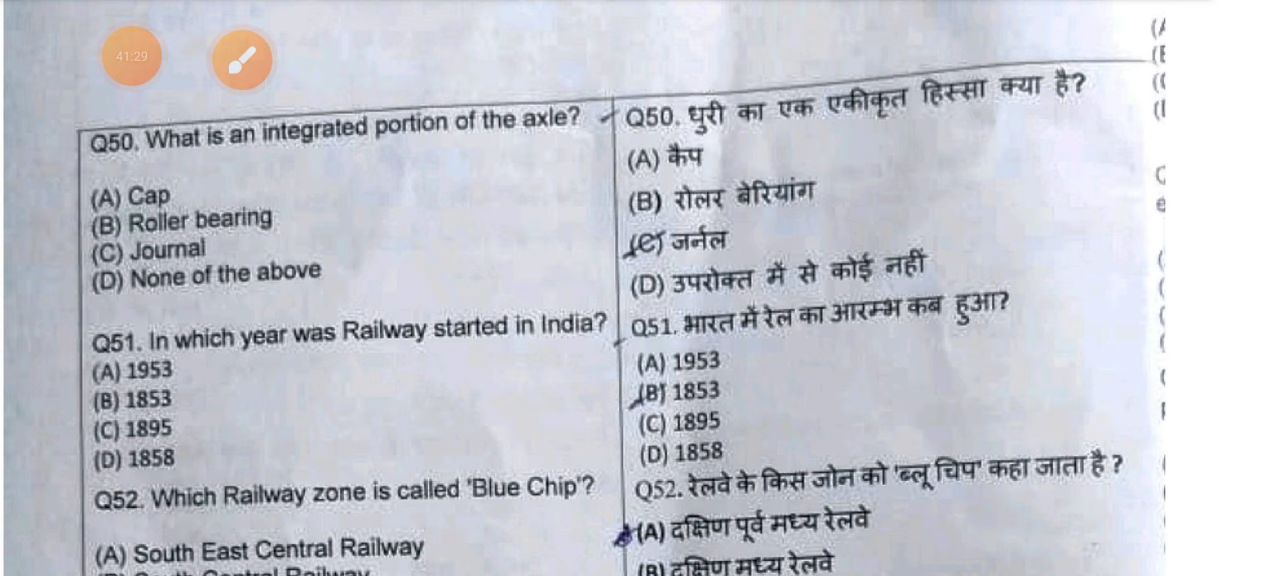 41:29
Q50. What is an integrated portion of the axle?
(A) Cap
(B) Roller bearing
(C) Journal
(D) None of the above
Q51. In which year was Railway started in India?
(A) 1953
(B) 1853
(C) 1895
(D) 1858
Q52. Which Railway zone is called 'Blue Chip'?
(A) South East Central Railway
Q50. धुरी का एक एकीकृत हिस्सा क्या है?
(A) कैप
(B) रोलर बेरियांग
(C) जर्नल
(D) उपरोक्त में से कोई नहीं
Q51. भारत में रेल का आरम्भ कब हुआ?
(A) 1953
(B) 1853
(C) 1895
(D) 1858
Q52. रेलवे के किस जोन को 'ब्लू चिप' कहा जाता है ?
(A) दक्षिण पूर्व मध्य रेलवे
(B) दक्षिण मध्य रेलवे